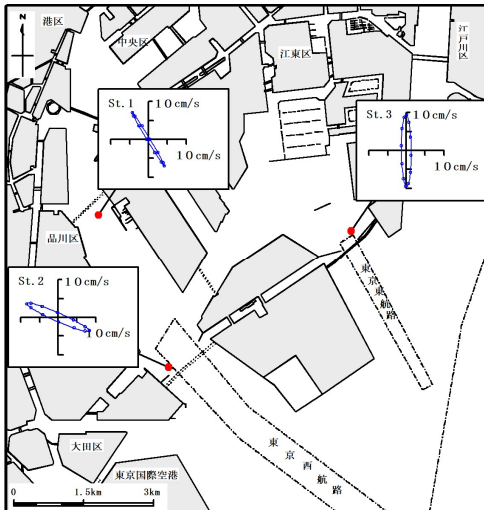 港区
N
中央区
江東区
江戸川区
St.1
10cm/s
10cm/s
St.3
10cm/s
10cm/s
品川区
St.2
10cm/s
10cm/s
東京東航路
東京西航路
大田区
東京国際空港
0
1.5km
3km